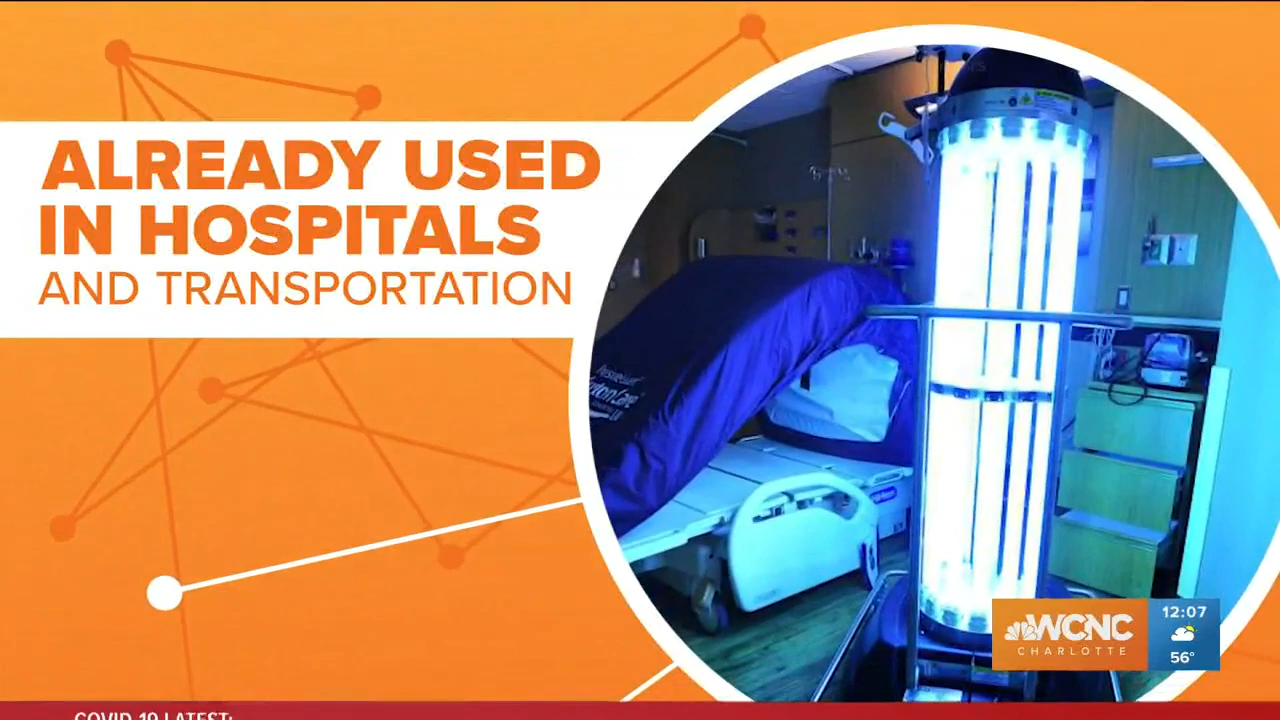 ALREADY USED
IN HOSPITALS
AND TRANSPORTATION
WCNC
CHARLOTTE
12:07
56°
COVID-19 LATEST: